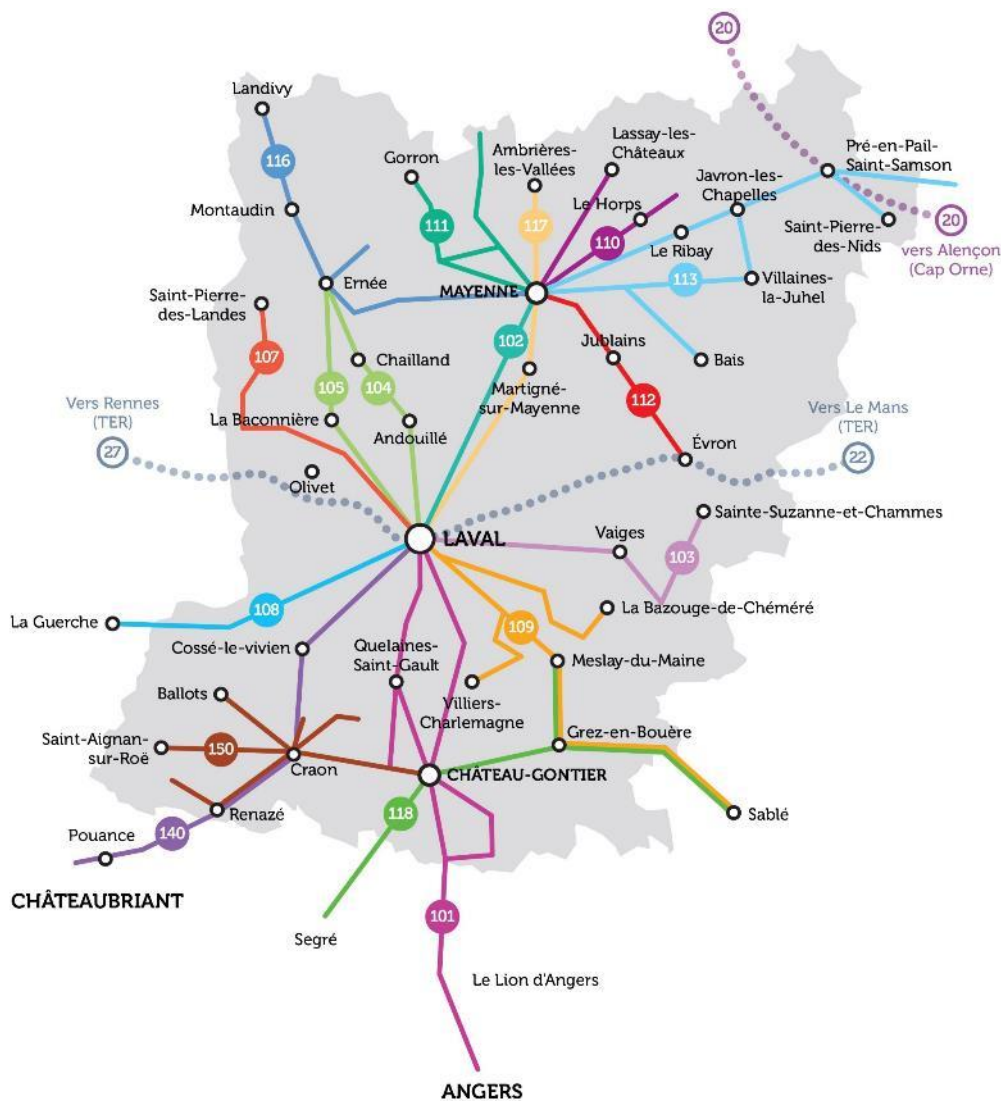 20
Landivy
Lassay-les-
Châteaux
Ambrières-
les-Vallées
Pré-en-Pail-
Saint-Samson
Gorron
Javron-les-
Chapelles
116
Montaudin
Le Horps
111
117
110
Le Ribay
Saint-Pierre-
des-Nids
20
vers Alençon
(Cap Orne)
Ernée
Saint-Pierre-
des-Landes
MAYENNE
113
Villaines-
la-Juhel
102
107
Chailland
Jublains
Bais
105
104
Martigné-
sur-Mayenne
112
La Baconnière
Andouillé
Vers Rennes
(TER)
27
Vers Le Mans
(TER)
22
Évron
Olivet
Sainte-Suzanne-et-Chammes
LAVAL
Vaiges
103
La Guerche
108
109
La Bazouge-de-Chéméré
Cossé-le-vivien
Quelaines-
Saint-Gault
Meslay-du-Maine
Ballots
Villiers-
Charlemagne
Saint-Aignan-
sur-Roë
150
Craon
Grez-en-Bouère
CHÂTEAU-GONTIER
Renazé
118
Sablé
Pouance
140
CHÂTEAUBRIANT
101
Segré
Le Lion d'Angers
ANGERS